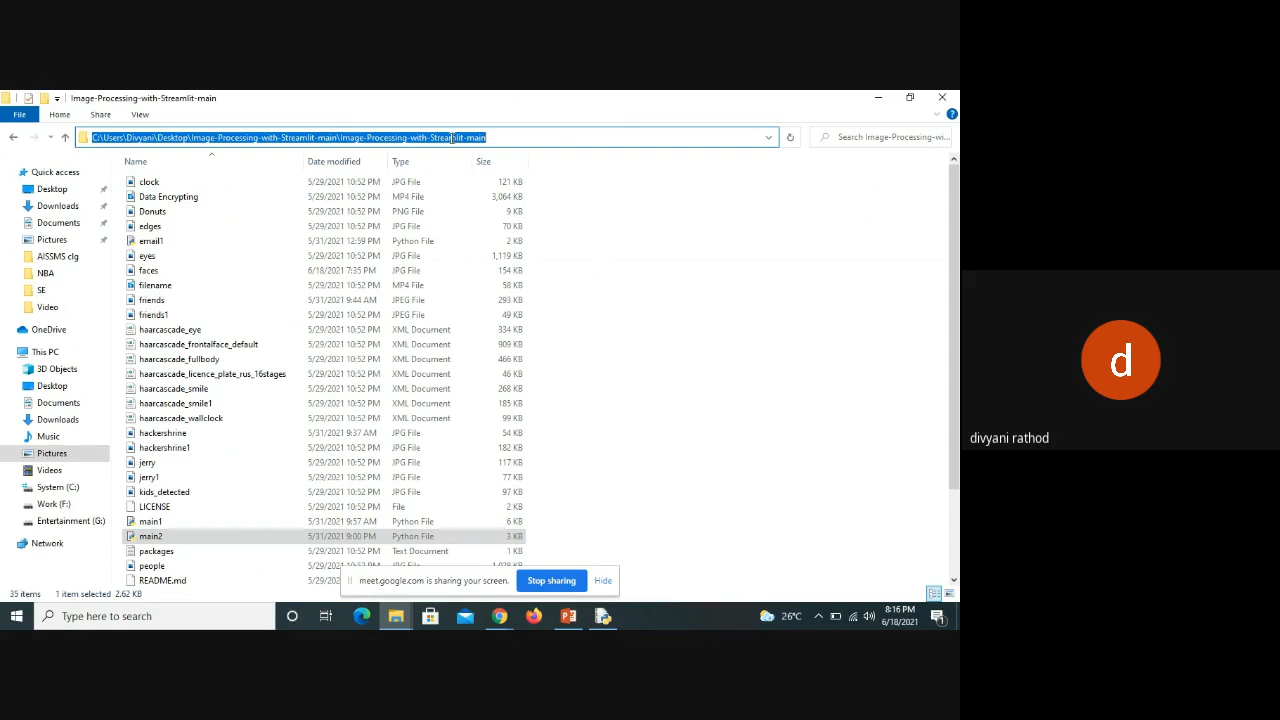 Image-Processing-with-Streamlit-main
File Home Share View
C:\Users\Divyani\Desktop\Image-Processing-with-Streamlit-main\Image-Processing-with-Streamlit-main
Search Image-Processing-wi...
Name Date modified Type Size
Quick access
Desktop
Downloads
Documents
Pictures
AISSMS clg
NBA
SE
Video
OneDrive
This PC
3D Objects
Desktop
Documents
Downloads
Music
Pictures
Videos
System (C:)
Work (F:)
Entertainment (G:)
Network
clock 5/29/2021 10:52 PM JPG File 121 KB
Data Encrypting 5/29/2021 10:52 PM MP4 File 3,064 KB
Donuts 5/29/2021 10:52 PM PNG File 9 KB
edges 5/29/2021 10:52 PM JPG File 70 KB
email1 5/31/2021 12:59 PM Python File 2 KB
eyes 5/29/2021 10:52 PM JPG File 1,119 KB
faces 6/18/2021 7:35 PM JPG File 154 KB
filename 5/29/2021 10:52 PM MP4 File 58 KB
friends 5/31/2021 9:44 AM JPEG File 293 KB
friends1 5/29/2021 10:52 PM JPEG File 49 KB
haarcascade_eye 5/29/2021 10:52 PM XML Document 334 KB
haarcascade_frontalface_default 5/29/2021 10:52 PM XML Document 909 KB
haarcascade_fullbody 5/29/2021 10:52 PM XML Document 466 KB
haarcascade_licence_plate_rus_16stages 5/29/2021 10:52 PM XML Document 46 KB
haarcascade_smile 5/29/2021 10:52 PM XML Document 268 KB
haarcascade_smile1 5/29/2021 10:52 PM XML Document 185 KB
haarcascade_wallclock 5/29/2021 10:52 PM XML Document 99 KB
hackershrine 5/31/2021 9:37 AM JPG File 54 KB
hackershrine1 5/29/2021 10:52 PM JPG File 182 KB
jerry 5/29/2021 10:52 PM JPG File 117 KB
jerry1 5/29/2021 10:52 PM JPG File 77 KB
kids_detected 5/29/2021 10:52 PM JPG File 97 KB
LICENSE 5/29/2021 10:52 PM File 2 KB
main1 5/31/2021 9:57 AM Python File 6 KB
main2 5/31/2021 9:00 PM Python File 3 KB
packages 5/29/2021 10:52 PM Text Document 1 KB
people
README.md
meet.google.com is sharing your screen. Stop sharing Hide
35 items 1 item selected 2.62 KB
Type here to search
26°C
8:16 PM
6/18/2021
d
divyani rathod